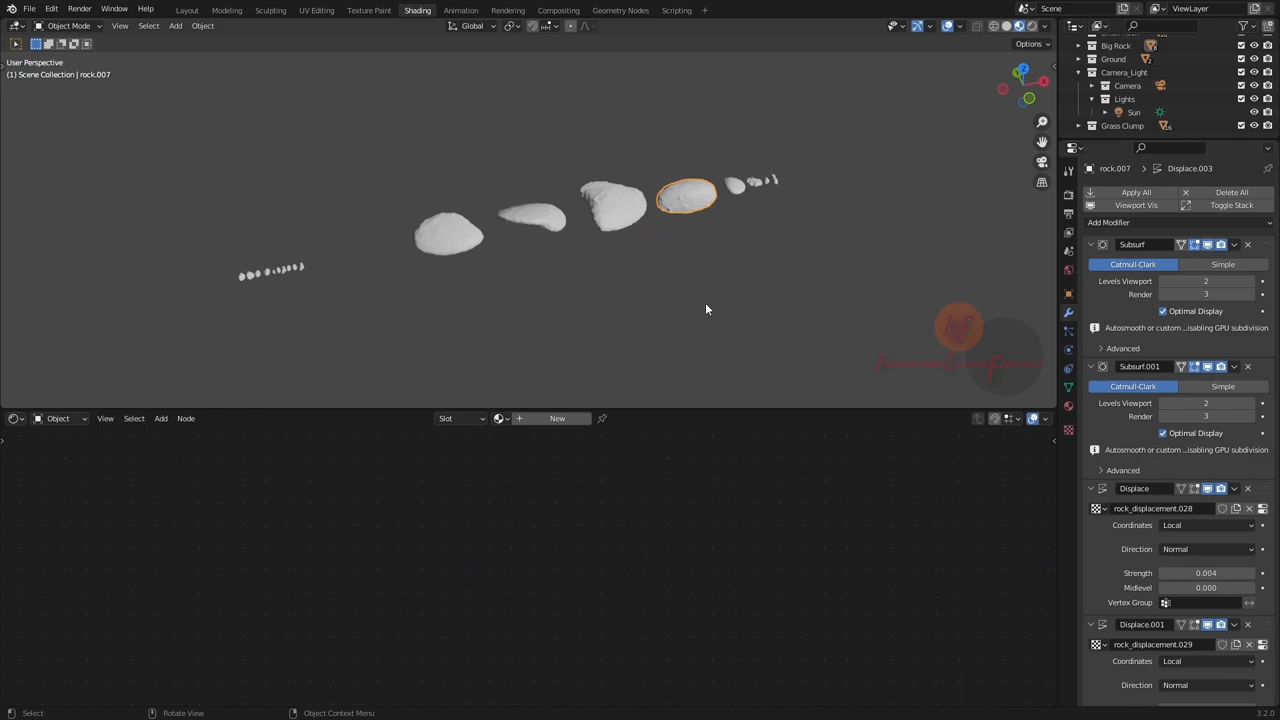 File Edit Render Window Help Layout Modeling Sculpting UV Editing Texture Paint Shading Animation Rendering Compositing Geometry Nodes Scripting Scene ViewLayer
Object Mode View Select Add Object Global
Options
User Perspective
(1) Scene Collection | rock.007
Big Rock 8
Ground 2
Camera_Light
Camera
Lights
Sun
Grass Clump 16
rock.007 Displace.003
Apply All Delete All
Viewport Vis Toggle Stack
Add Modifier
Subsurf
Catmull-Clark Simple
Levels Viewport 2
Render 3
Optimal Display
Autosmooth or custom ...isabling GPU subdivision
Advanced
Subsurf.001
Catmull-Clark Simple
Levels Viewport 2
Render 3
Optimal Display
Autosmooth or custom ...isabling GPU subdivision
Advanced
Displace
rock_displacement.028
Coordinates Local
Direction Normal
Strength 0.004
Midlevel 0.000
Vertex Group
Displace.001
rock_displacement.029
Coordinates Local
Direction Normal
Object View Select Add Node Slot New
Select Rotate View Object Context Menu 3.2.0